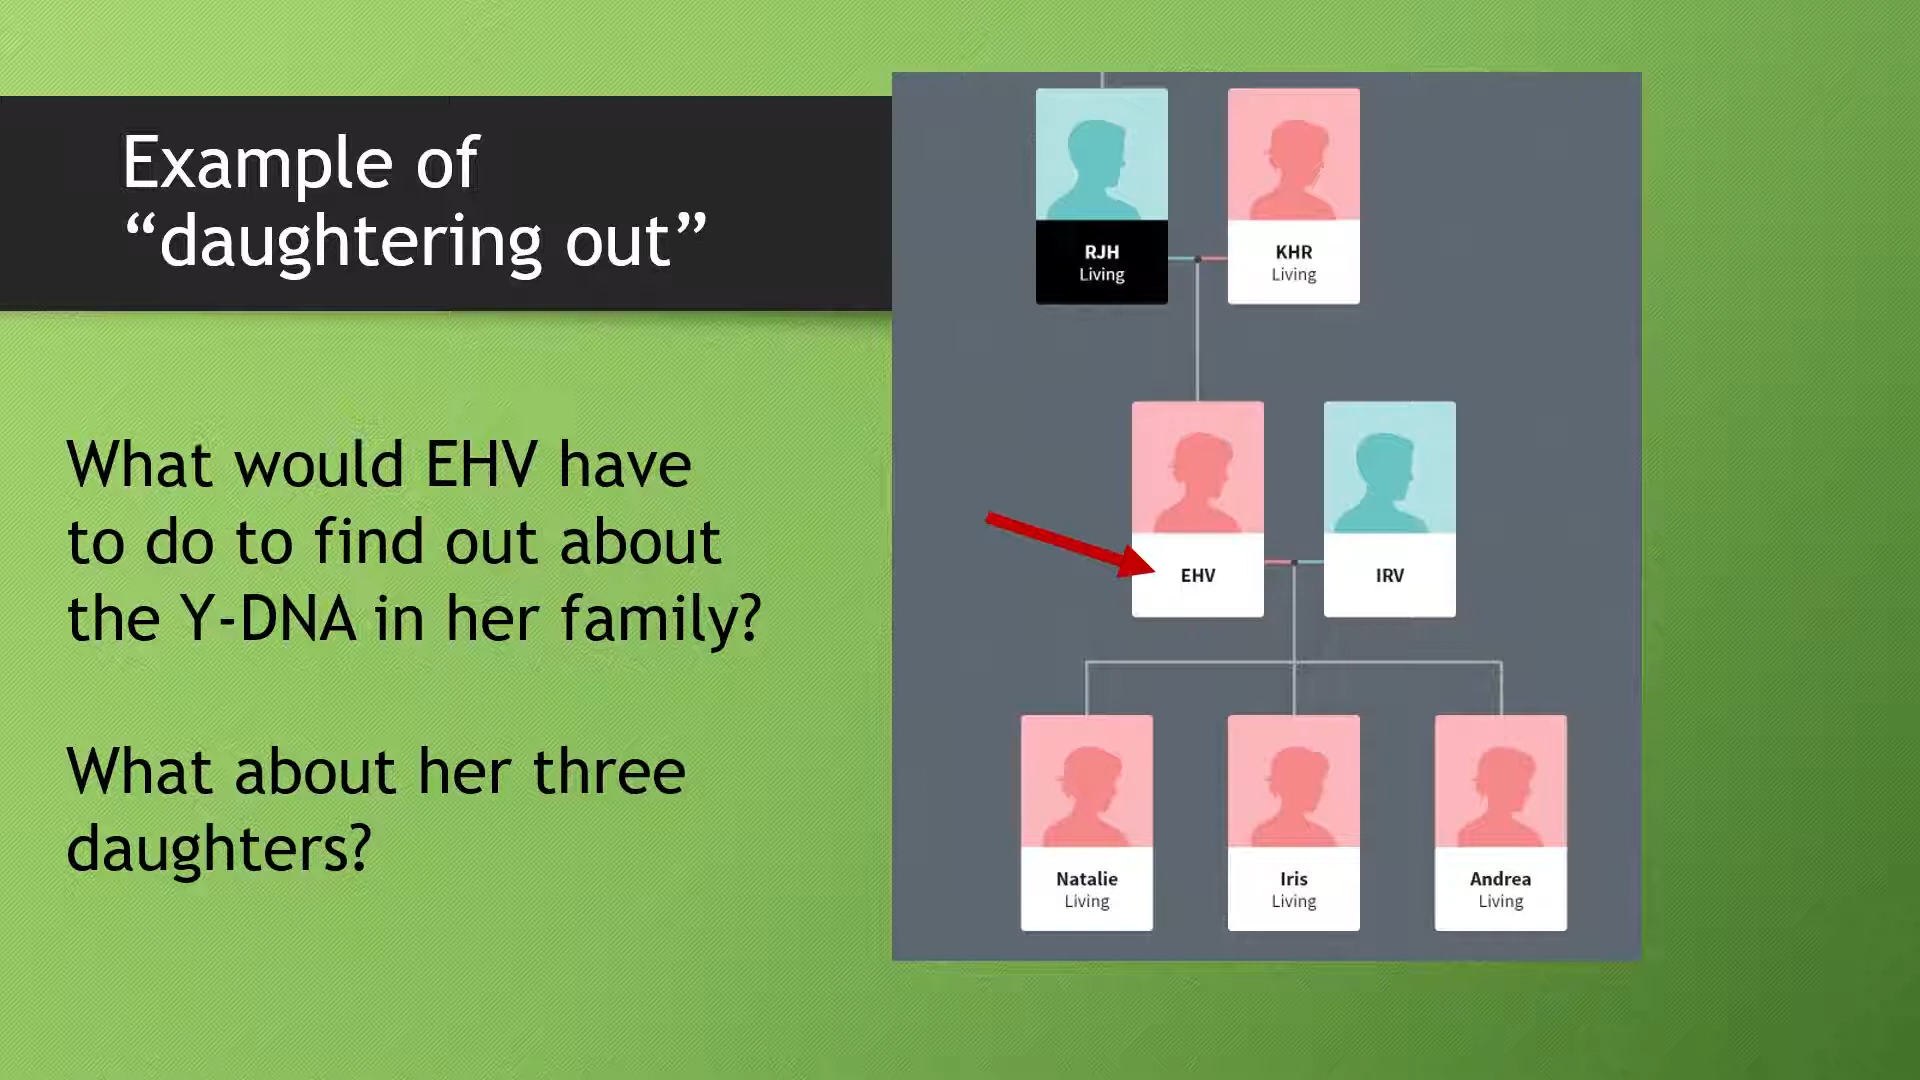 Example of
“daughtering out”
What would EHV have
to do to find out about
the Y-DNA in her family?
What about her three
daughters?
RJH
Living
KHR
Living
EHV
IRV
Natalie
Living
Iris
Living
Andrea
Living